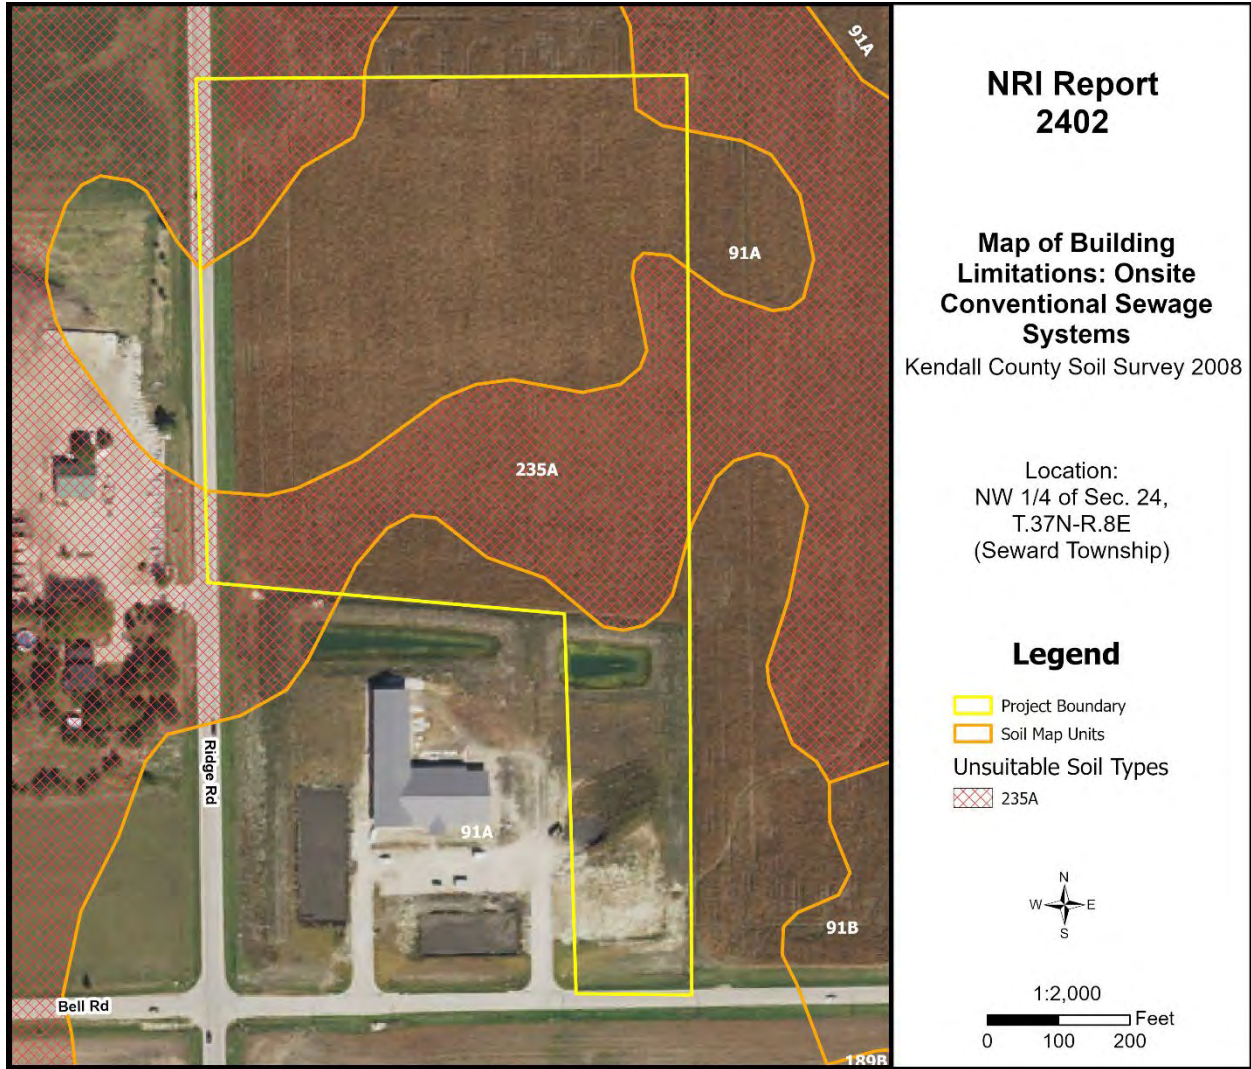 91A
91A
235A
Ridge Rd
91A
91B
Bell Rd
189B
NRI Report
2402
Map of Building
Limitations: Onsite
Conventional Sewage
Systems
Kendall County Soil Survey 2008
Location:
NW 1/4 of Sec. 24,
T.37N-R.8E
(Seward Township)
Legend
Project Boundary
Soil Map Units
Unsuitable Soil Types
235A
N
W E
S
1:2,000
Feet
0 100 200